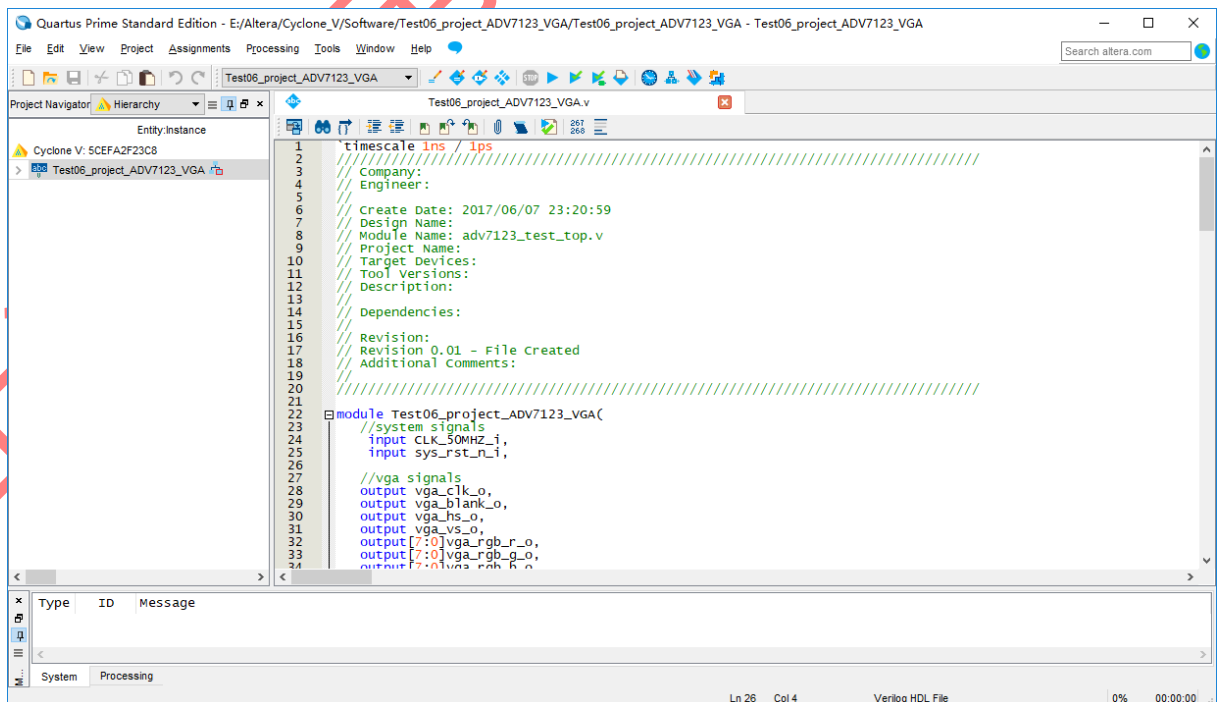 Quartus Prime Standard Edition - E:/Altera/Cyclone_V/Software/Test06_project_ADV7123_VGA/Test06_project_ADV7123_VGA - Test06_project_ADV7123_VGA
File Edit View Project Assignments Processing Tools Window Help
Search altera.com
Test06_project_ADV7123_VGA
Project Navigator Hierarchy
Test06_project_ADV7123_VGA.v
Entity:Instance
267
268
Cyclone V: 5CEFA2F23C8
abc Test06_project_ADV7123_VGA
1 `timescale 1ns / 1ps
2 //////////////////////////////////////////////////////////////////////////////////
3 // Company:
4 // Engineer:
5 //
6 // Create Date: 2017/06/07 23:20:59
7 // Design Name:
8 // Module Name: adv7123_test_top.v
9 // Project Name:
10 // Target Devices:
11 // Tool Versions:
12 // Description:
13 //
14 // Dependencies:
15 //
16 // Revision:
17 // Revision 0.01 - File Created
18 // Additional Comments:
19 //
20 //////////////////////////////////////////////////////////////////////////////////
21
22 module Test06_project_ADV7123_VGA(
23 //system signals
24 input CLK_50MHZ_i,
25 input sys_rst_n_i,
26
27 //vga signals
28 output vga_clk_o,
29 output vga_blank_o,
30 output vga_hs_o,
31 output vga_vs_o,
32 output[7:0]vga_rgb_r_o,
33 output[7:0]vga_rgb_g_o,
34 output[7:0]vga_rgb_b_o
Type ID Message
System Processing
Ln 26 Col 4 Verilog HDL File 0% 00:00:00